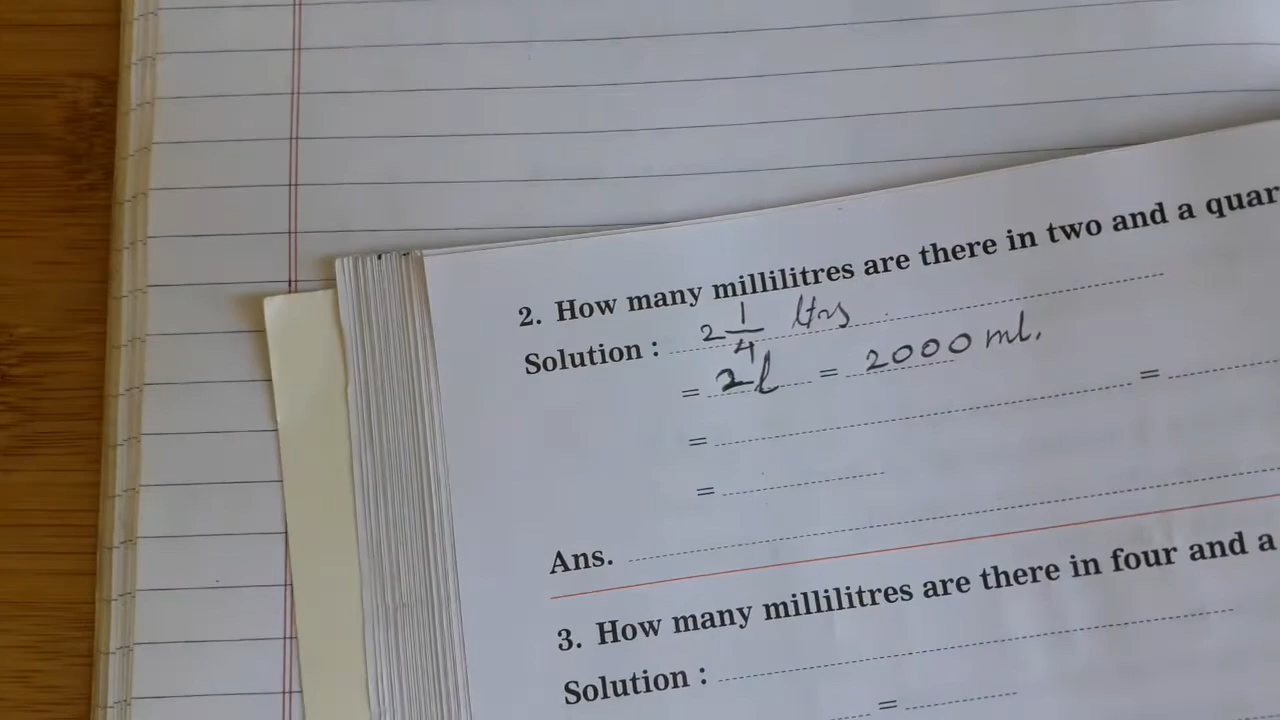 2. How many millilitres are there in two and a quar
Solution : 2 1/4 ltrs
= 2l = 2000 ml.
= =
=
Ans.
3. How many millilitres are there in four and a
Solution :
=